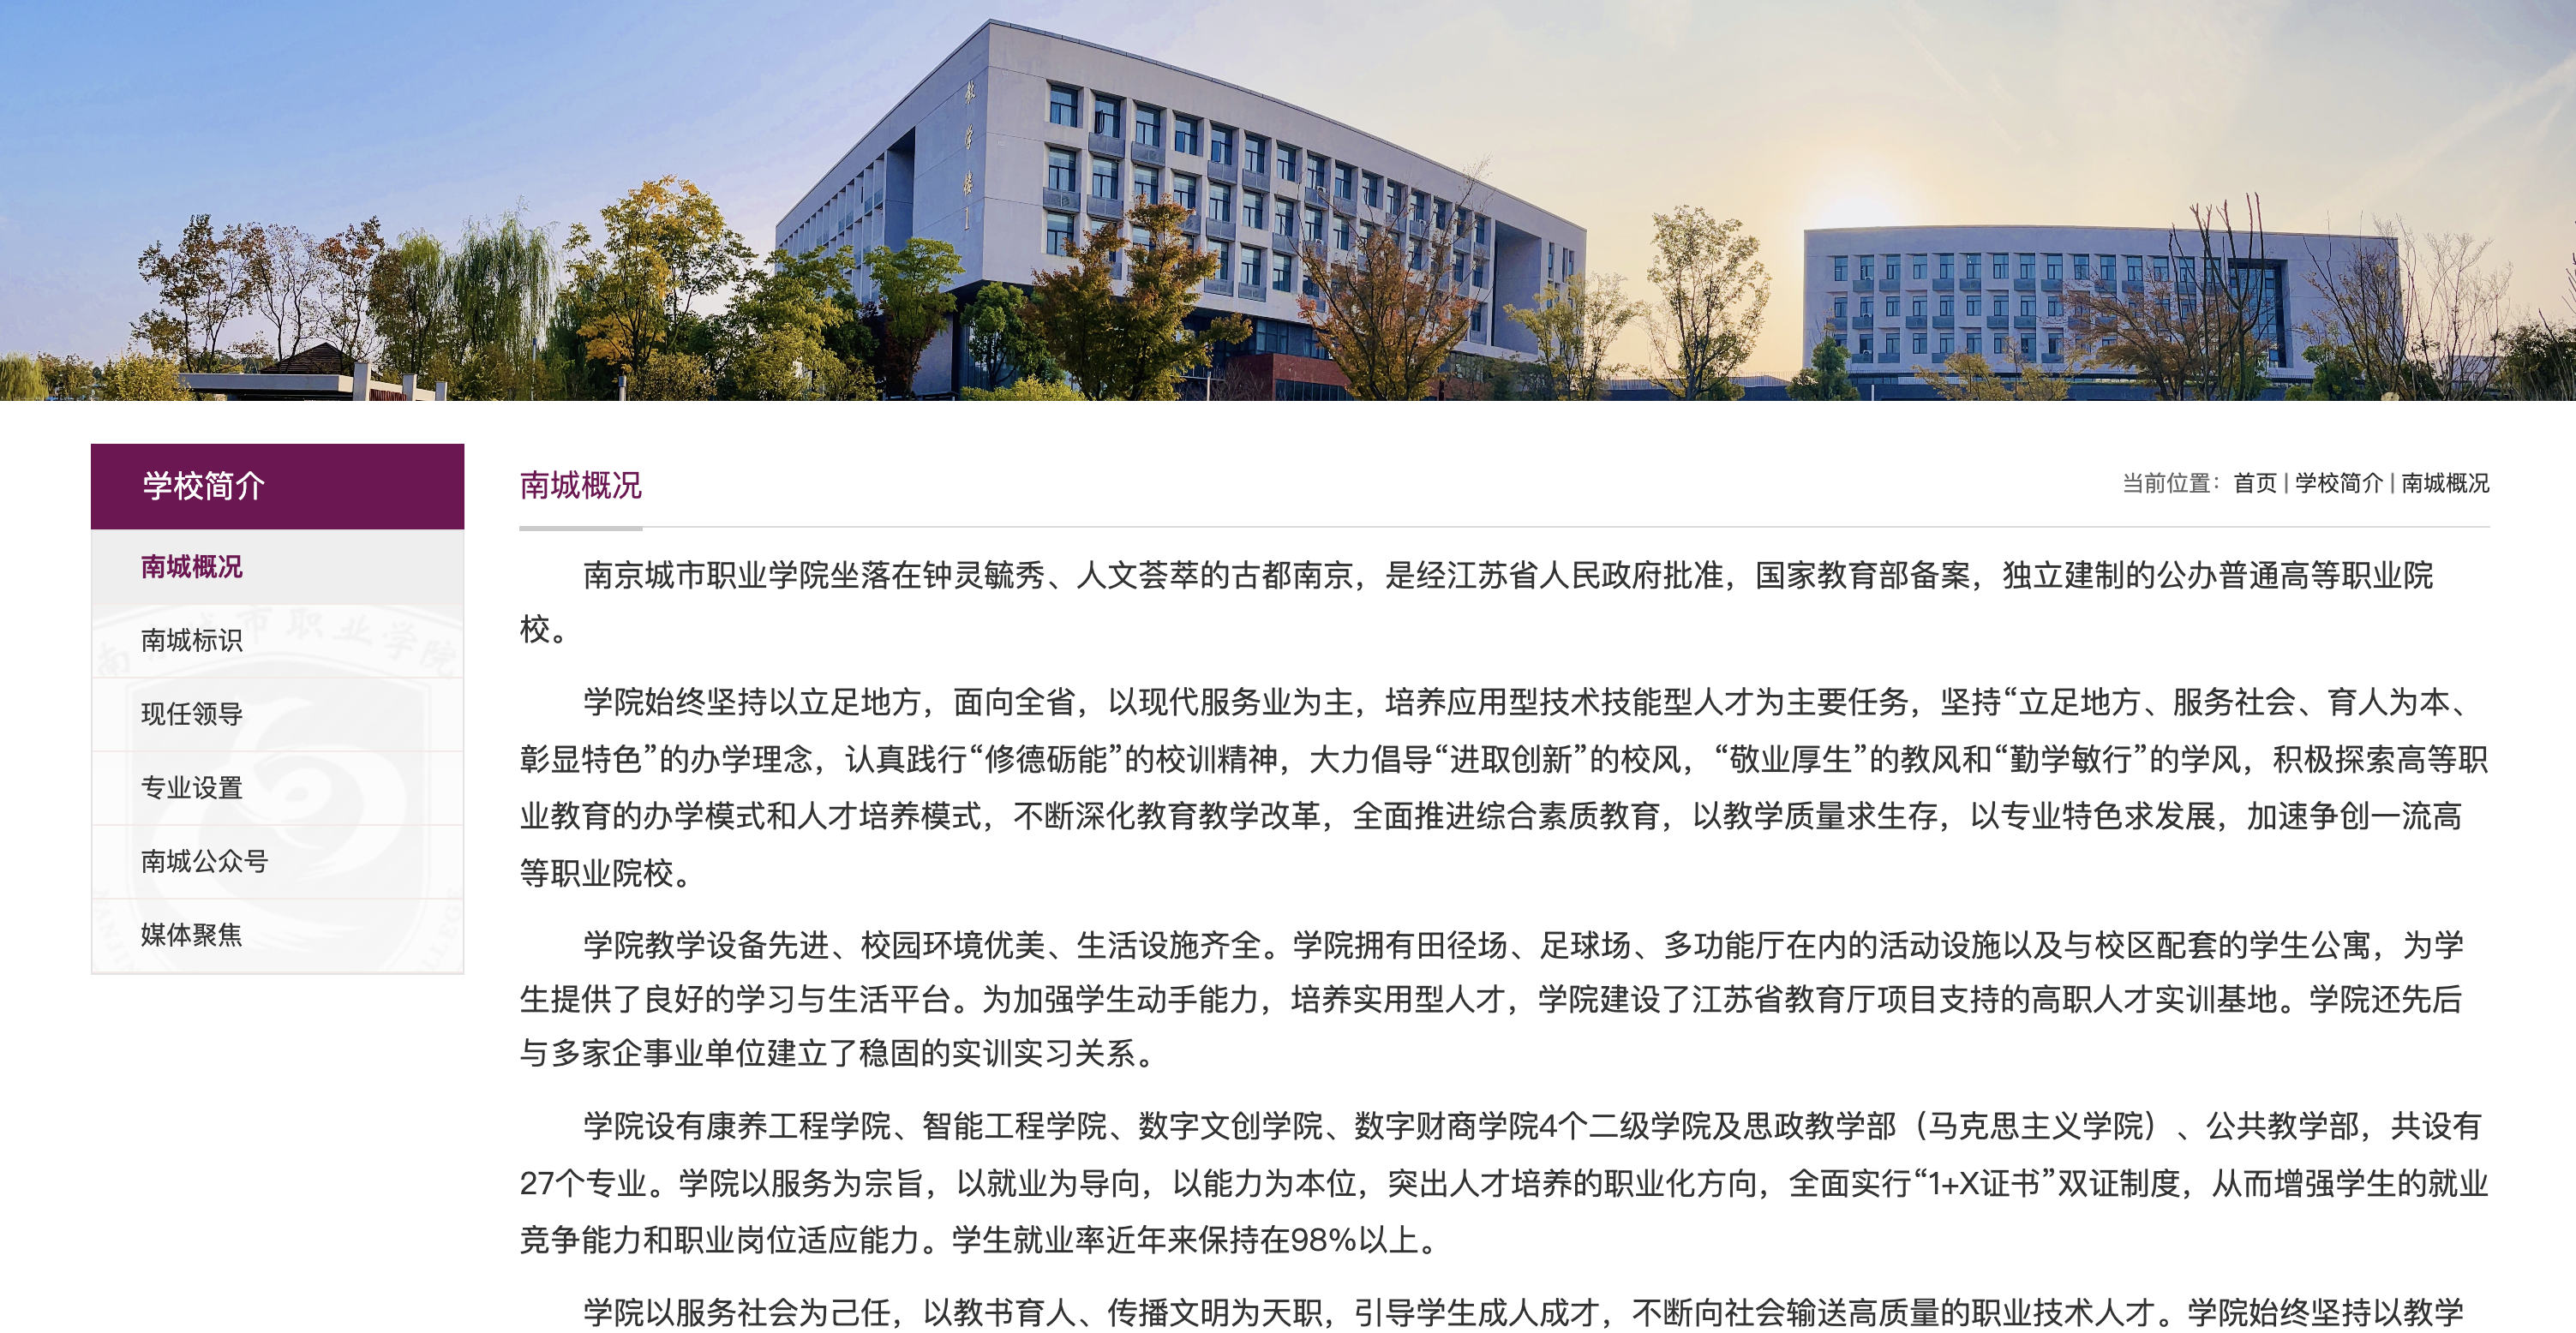 教学楼
学校简介
南城概况
南城标识
现任领导
专业设置
南城公众号
媒体聚焦
南城概况
当前位置：首页 | 学校简介 | 南城概况
南京城市职业学院坐落在钟灵毓秀、人文荟萃的古都南京，是经江苏省人民政府批准，国家教育部备案，独立建制的公办普通高等职业院
校。
学院始终坚持以立足地方，面向全省，以现代服务业为主，培养应用型技术技能型人才为主要任务，坚持“立足地方、服务社会、育人为本、
彰显特色”的办学理念，认真践行“修德砺能”的校训精神，大力倡导“进取创新”的校风，“敬业厚生”的教风和“勤学敏行”的学风，积极探索高等职
业教育的办学模式和人才培养模式，不断深化教育教学改革，全面推进综合素质教育，以教学质量求生存，以专业特色求发展，加速争创一流高
等职业院校。
学院教学设备先进、校园环境优美、生活设施齐全。学院拥有田径场、足球场、多功能厅在内的活动设施以及与校区配套的学生公寓，为学
生提供了良好的学习与生活平台。为加强学生动手能力，培养实用型人才，学院建设了江苏省教育厅项目支持的高职人才实训基地。学院还先后
与多家企事业单位建立了稳固的实训实习关系。
学院设有康养工程学院、智能工程学院、数字文创学院、数字财商学院4个二级学院及思政教学部（马克思主义学院）、公共教学部，共设有
27个专业。学院以服务为宗旨，以就业为导向，以能力为本位，突出人才培养的职业化方向，全面实行“1+X证书”双证制度，从而增强学生的就业
竞争能力和职业岗位适应能力。学生就业率近年来保持在98%以上。
学院以服务社会为己任，以教书育人、传播文明为天职，引导学生成人成才，不断向社会输送高质量的职业技术人才。学院始终坚持以教学